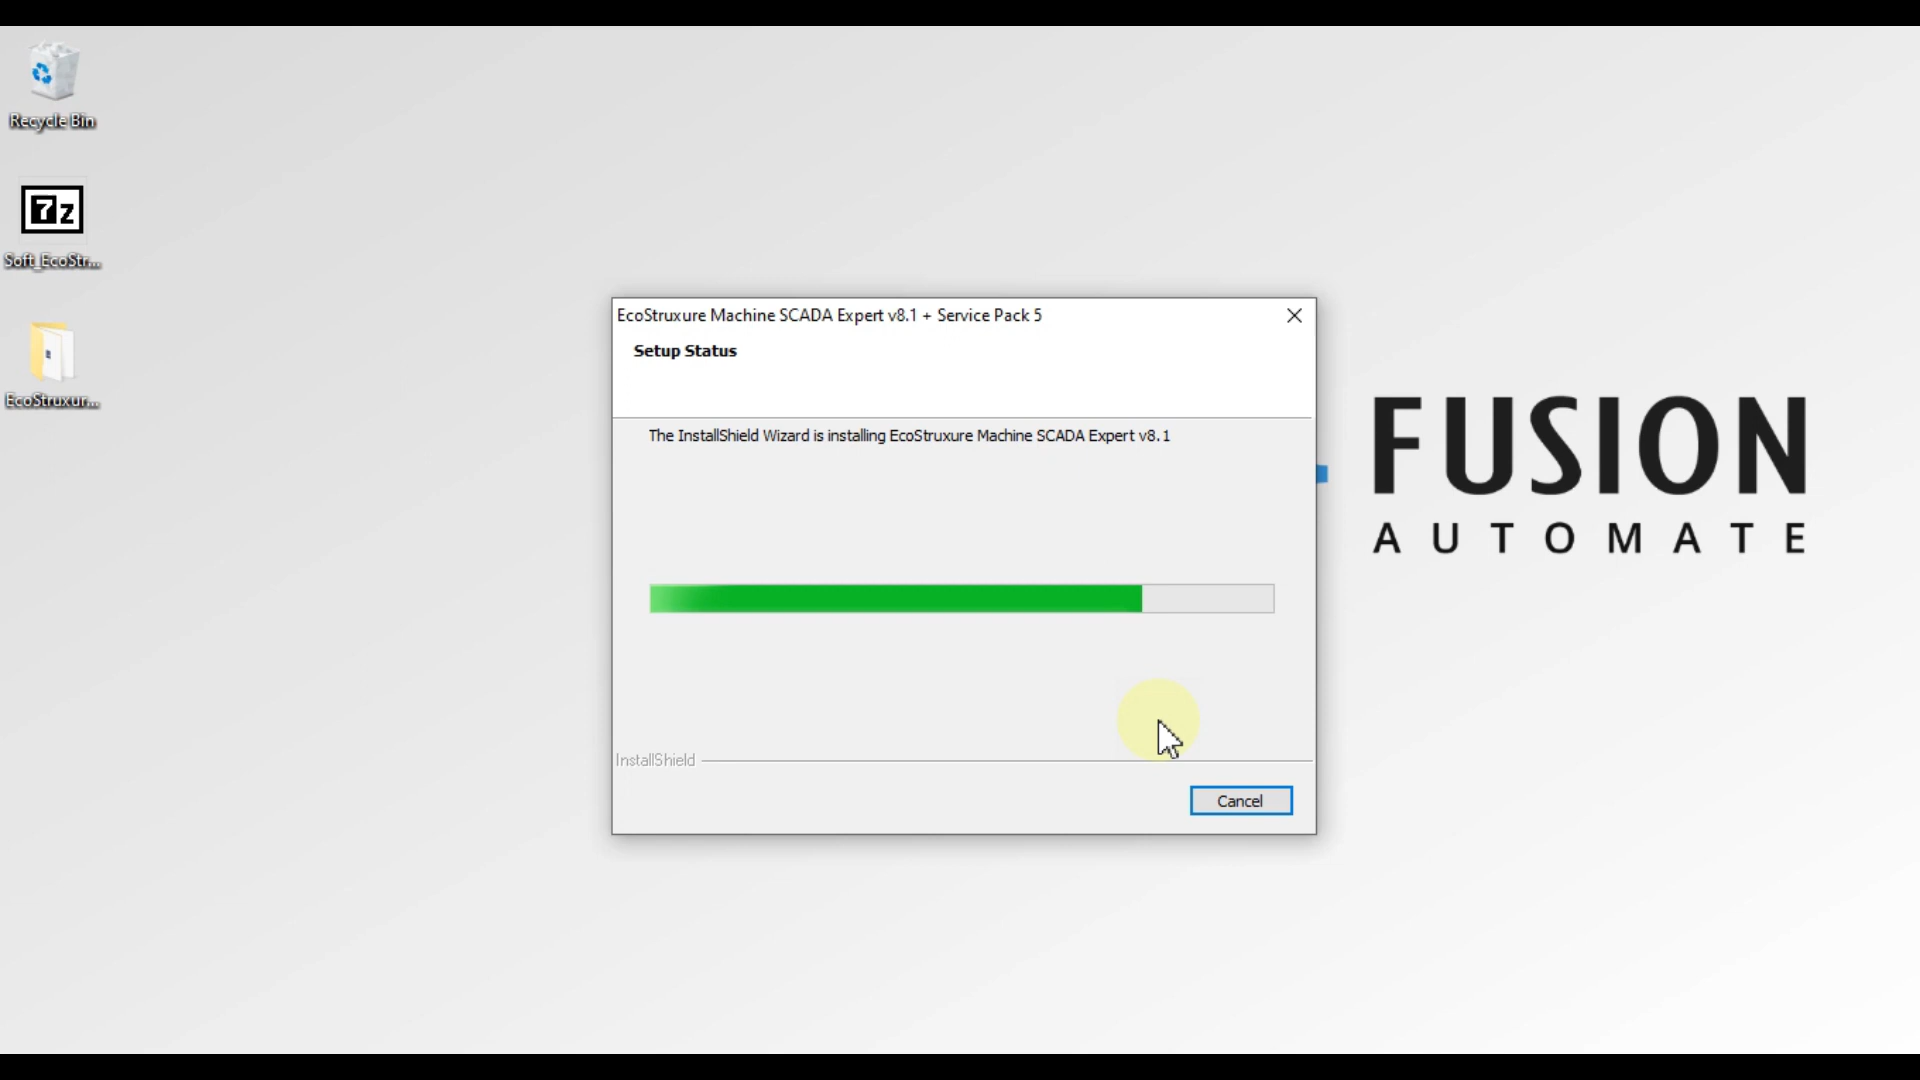 Recycle Bin
7z
Soft_EcoStr...
EcoStruxur...
EcoStruxure Machine SCADA Expert v8.1 + Service Pack 5
Setup Status
The InstallShield Wizard is installing EcoStruxure Machine SCADA Expert v8.1
InstallShield
Cancel
FUSION
AUTOMATE